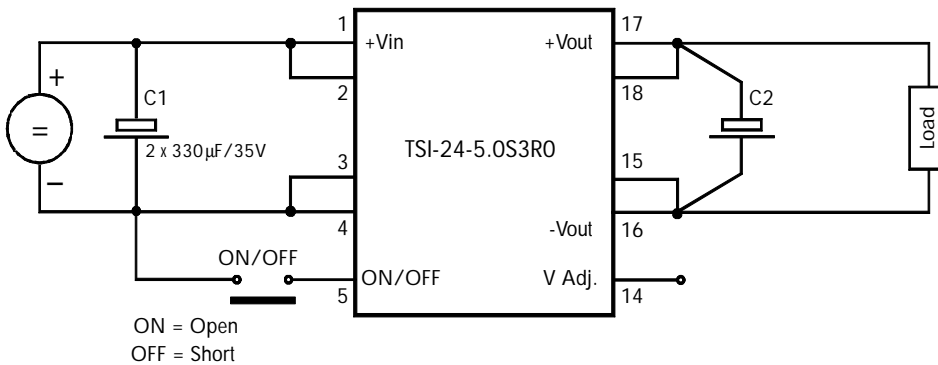 1
+Vin
2
3
4
ON/OFF
5
TSI-24-5.0S3R0
17
+Vout
18
15
-Vout
16
V Adj.
14
+
=
−
C1
2 x 330µF/35V
ON/OFF
ON = Open
OFF = Short
C2
Load